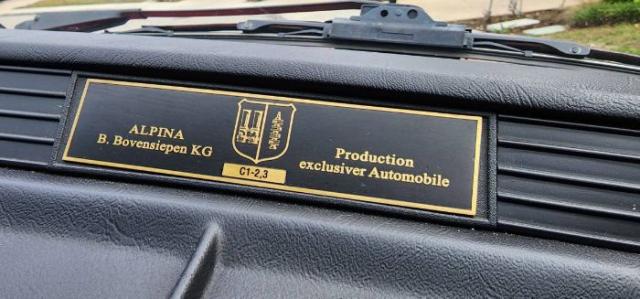 ALPINA
B. Bovensiepen KG
C1-2,3
Production
exclusiver Automobile